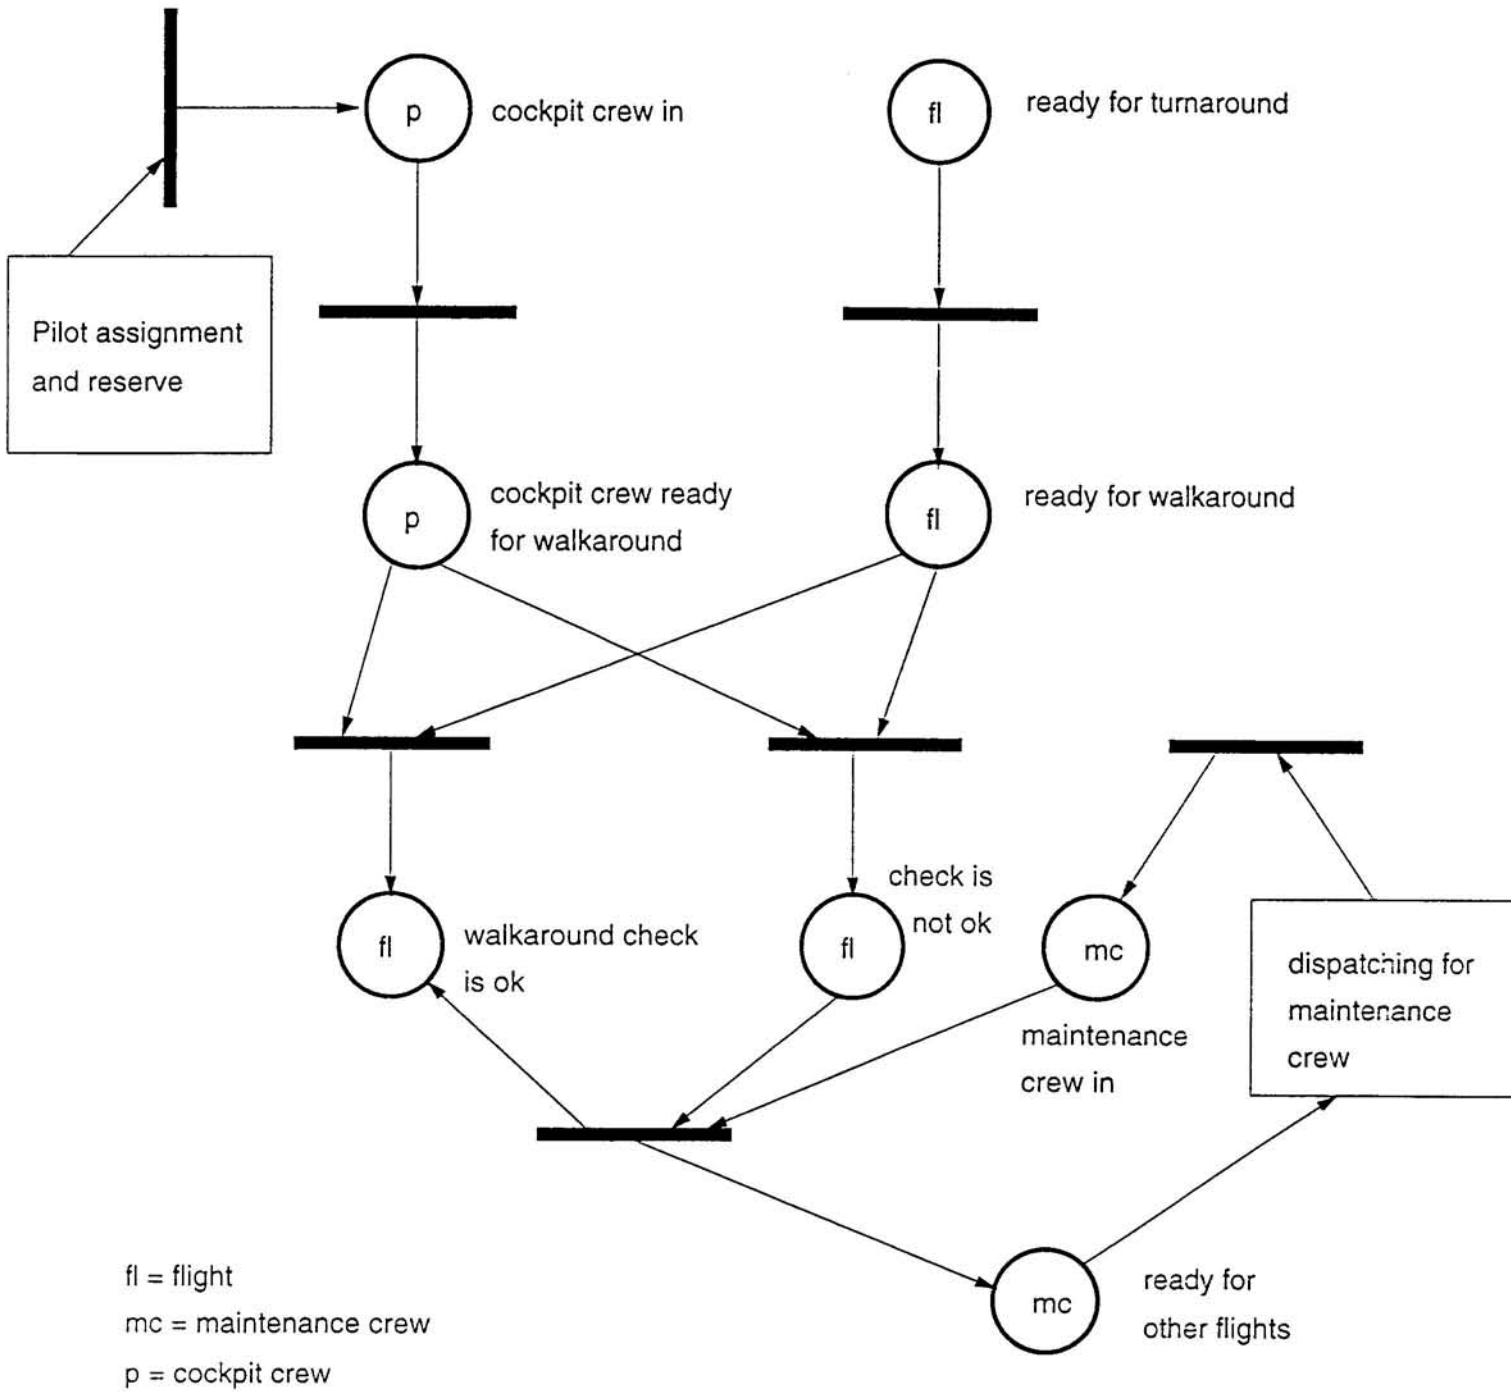 p
cockpit crew in
fl
ready for turnaround
Pilot assignment
and reserve
p
cockpit crew ready
for walkaround
fl
ready for walkaround
fl
walkaround check
is ok
fl
check is
not ok
mc
maintenance
crew in
dispatching for
maintenance
crew
mc
ready for
other flights
fl = flight
mc = maintenance crew
p = cockpit crew